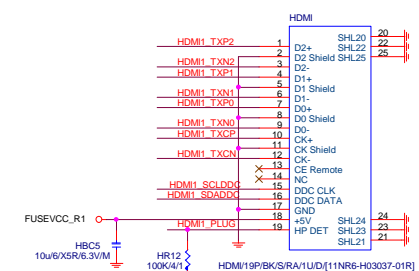 HDMI
HDMI1_TXP2 1 D2+ SHL20 20
2 D2 Shield SHL22 22
HDMI1_TXN2 3 D2- SHL25 25
HDMI1_TXP1 4 D1+
5 D1 Shield
HDMI1_TXN1 6 D1-
HDMI1_TXP0 7 D0+
8 D0 Shield
HDMI1_TXN0 9 D0-
HDMI1_TXCP 10 CK+
11 CK Shield
HDMI1_TXCN 12 CK-
13 CE Remote
14 NC
HDMI1_SCLDDC 15 DDC CLK
HDMI1_SDADDC 16 DDC DATA
17 GND
FUSEVCC_R1 18 +5V SHL24 24
HDMI1_PLUG 19 HP DET SHL23 23
SHL21 21
HBC5
10u/6/X5R/6.3V/M
HR12
100K/4/1
HDMI/19P/BK/S/RA/1U/D/[11NR6-H03037-01R]